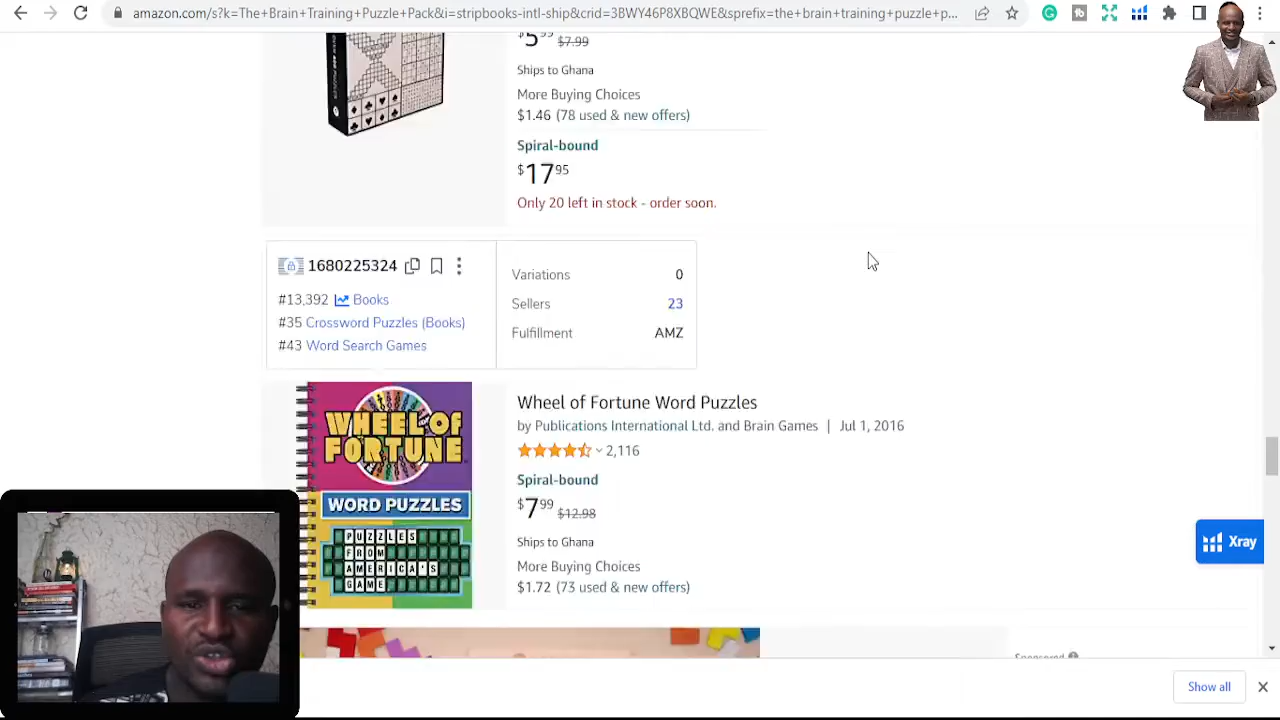 amazon.com/s?k=The+Brain+Training+Puzzle+Pack&i=stripbooks-intl-ship&crid=3BWY46P8XBQWE&sprefix=the+brain+training+puzzle+p...
$5 99 $7.99
Ships to Ghana
More Buying Choices
$1.46 (78 used & new offers)
Spiral-bound
$17 95
Only 20 left in stock - order soon.
1680225324
#13,392 Books
#35 Crossword Puzzles (Books)
#43 Word Search Games
Variations 0
Sellers 23
Fulfillment AMZ
WHEEL OF
FORTUNE
WORD PUZZLES
PUZZLES
FROM
AMERICA'S
GAME
Wheel of Fortune Word Puzzles
by Publications International Ltd. and Brain Games | Jul 1, 2016
2,116
Spiral-bound
$7 99 $12.98
Ships to Ghana
More Buying Choices
$1.72 (73 used & new offers)
Xray
Sponsored
Show all